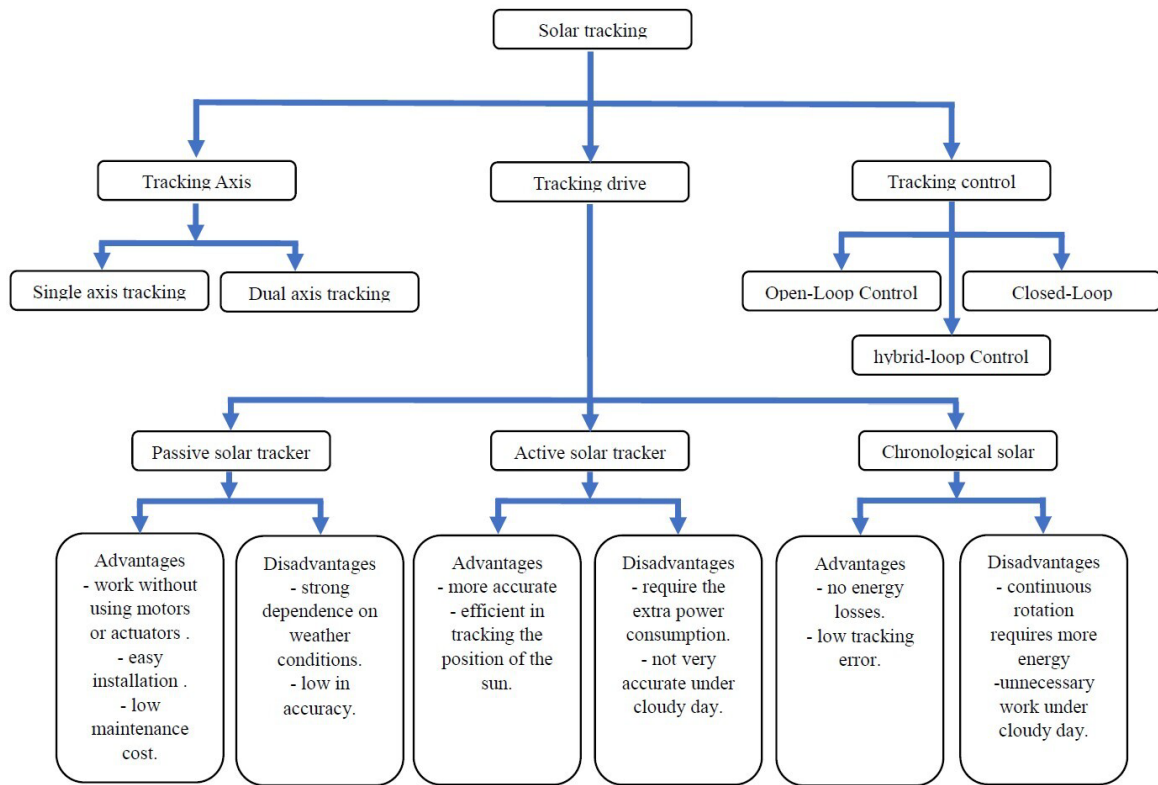 Solar tracking
Tracking Axis
Tracking drive
Tracking control
Single axis tracking
Dual axis tracking
Open-Loop Control
Closed-Loop
hybrid-loop Control
Passive solar tracker
Active solar tracker
Chronological solar
Advantages
- work without
using motors
or actuators .
- easy
installation .
- low
maintenance
cost.
Disadvantages
- strong
dependence on
weather
conditions.
- low in
accuracy.
Advantages
- more accurate
- efficient in
tracking the
position of the
sun.
Disadvantages
- require the
extra power
consumption.
- not very
accurate under
cloudy day.
Advantages
- no energy
losses.
- low tracking
error.
Disadvantages
- continuous
rotation
requires more
energy
-unnecessary
work under
cloudy day.